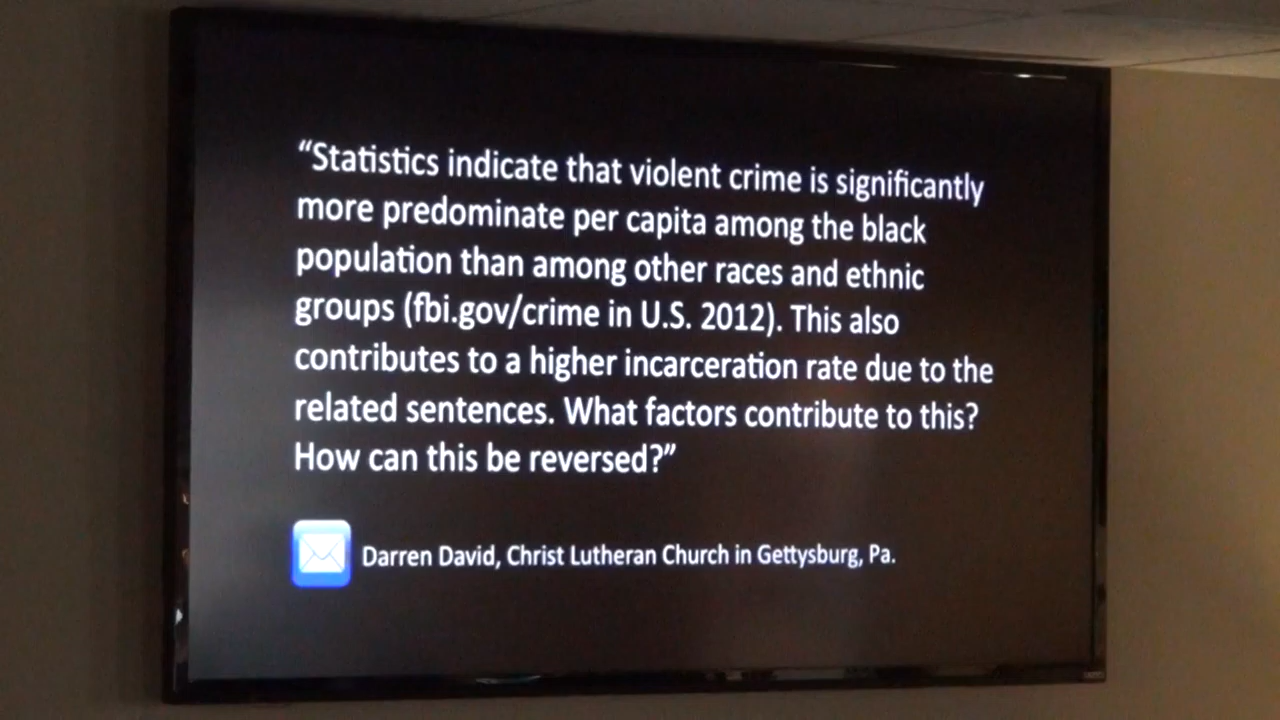 “Statistics indicate that violent crime is significantly
more predominate per capita among the black
population than among other races and ethnic
groups (fbi.gov/crime in U.S. 2012). This also
contributes to a higher incarceration rate due to the
related sentences. What factors contribute to this?
How can this be reversed?”
Darren David, Christ Lutheran Church in Gettysburg, Pa.